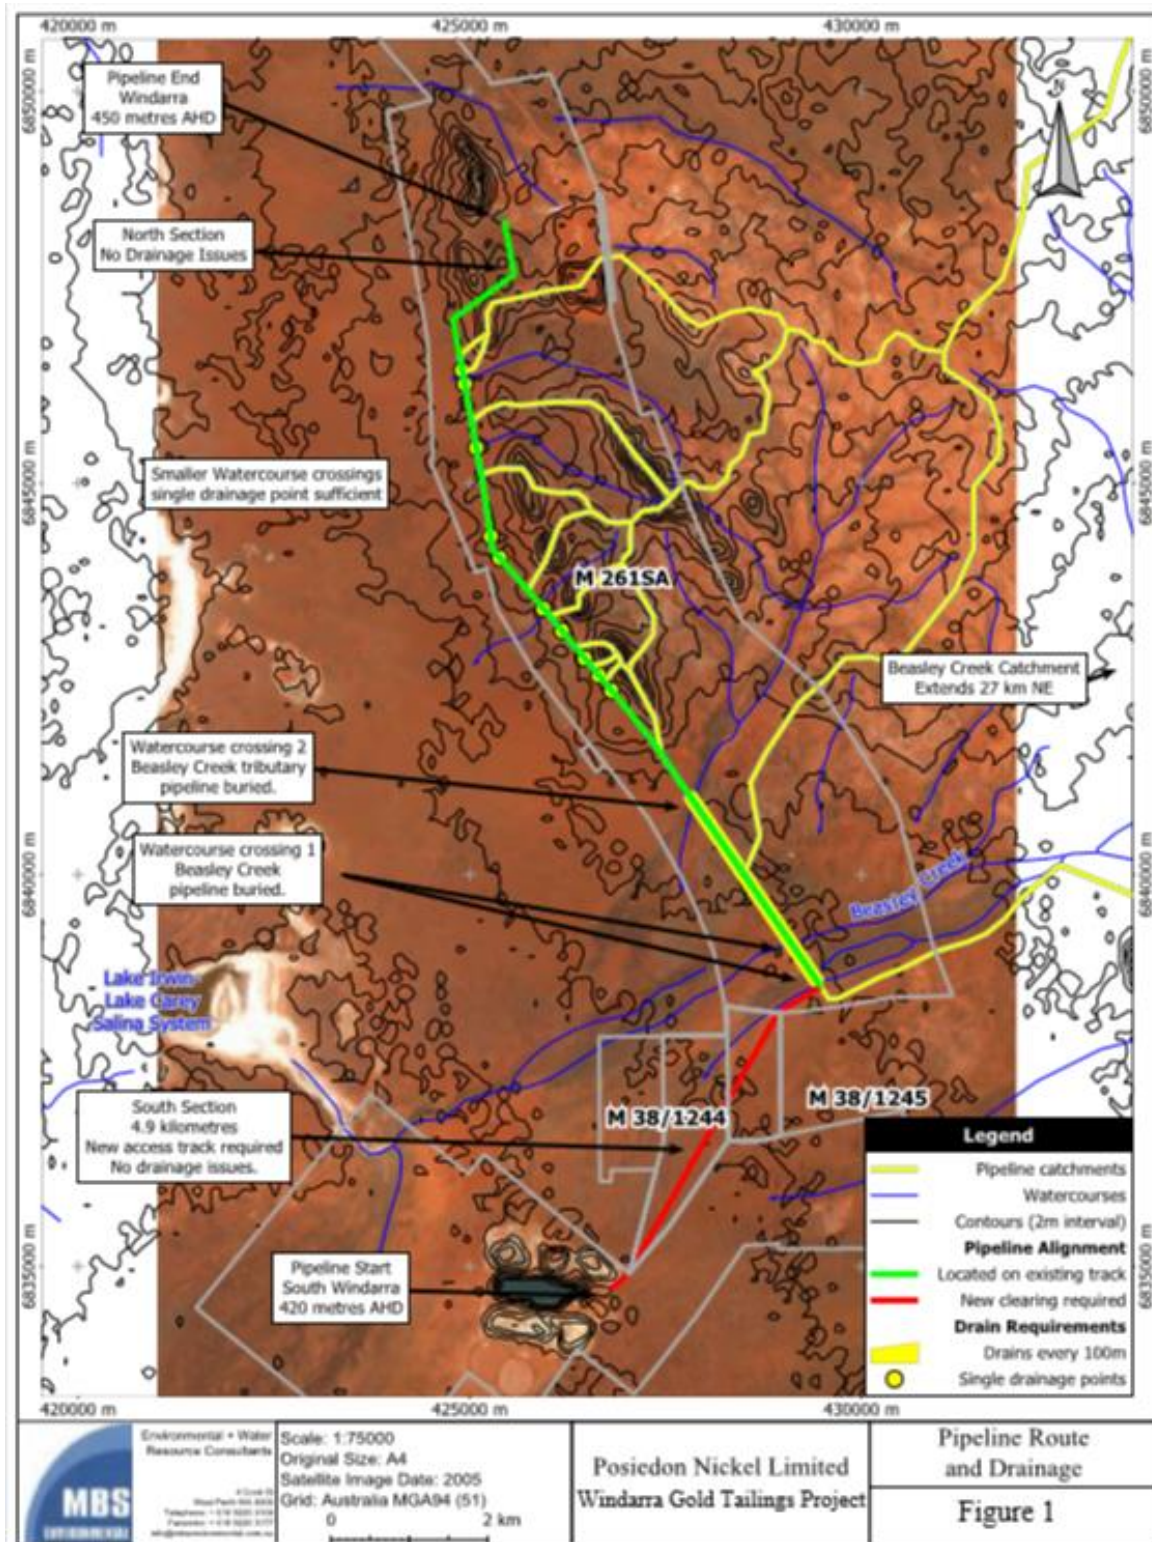 420000 m
425000 m
430000 m
6850000 m
6850000 m
Pipeline End
Windarra
450 metres AHD
North Section
No Drainage Issues
Smaller Watercourse crossings
single drainage point sufficient
6845000 m
6845000 m
M 261SA
Beasley Creek Catchment
Extends 27 km NE
Watercourse crossing 2
Beasley Creek tributary
pipeline buried.
Watercourse crossing 1
Beasley Creek
pipeline buried.
6840000 m
6840000 m
Beasley Creek
Lake Irwin-
Lake Carey
Salina System
South Section
4.9 kilometres
New access track required
No drainage issues.
M 38/1244
M 38/1245
Pipeline Start
South Windarra
420 metres AHD
6835000 m
6835000 m
Legend
Pipeline catchments
Watercourses
Contours (2m interval)
Pipeline Alignment
Located on existing track
New clearing required
Drain Requirements
Drains every 100m
Single drainage points
420000 m
425000 m
430000 m
MBS
ENVIRONMENTAL
Environmental + Water
Resource Consultants
Scale: 1:75000
Original Size: A4
Satellite Image Date: 2005
Grid: Australia MGA94 (51)
0 2 km
Posiedon Nickel Limited
Windarra Gold Tailings Project
Pipeline Route
and Drainage
Figure 1